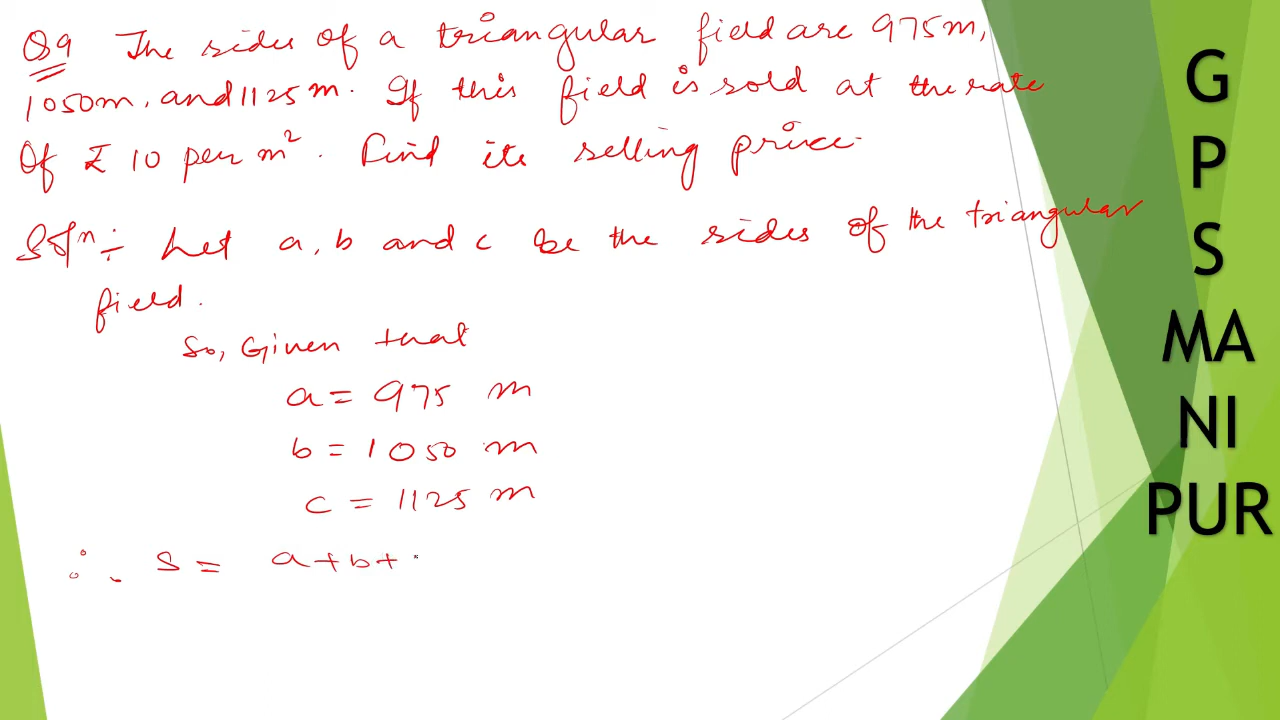 Q9 The sides of a triangular field are 975m,
1050m, and 1125m. If this field is sold at the rate
Of ₹ 10 per m². Find its selling price.
Solⁿ:- Let a, b and c be the sides of the triangular
field.
So, Given that
a = 975 m
b = 1050 m
c = 1125 m
∴ s = a+b+
G
P
S
MA
NI
PUR